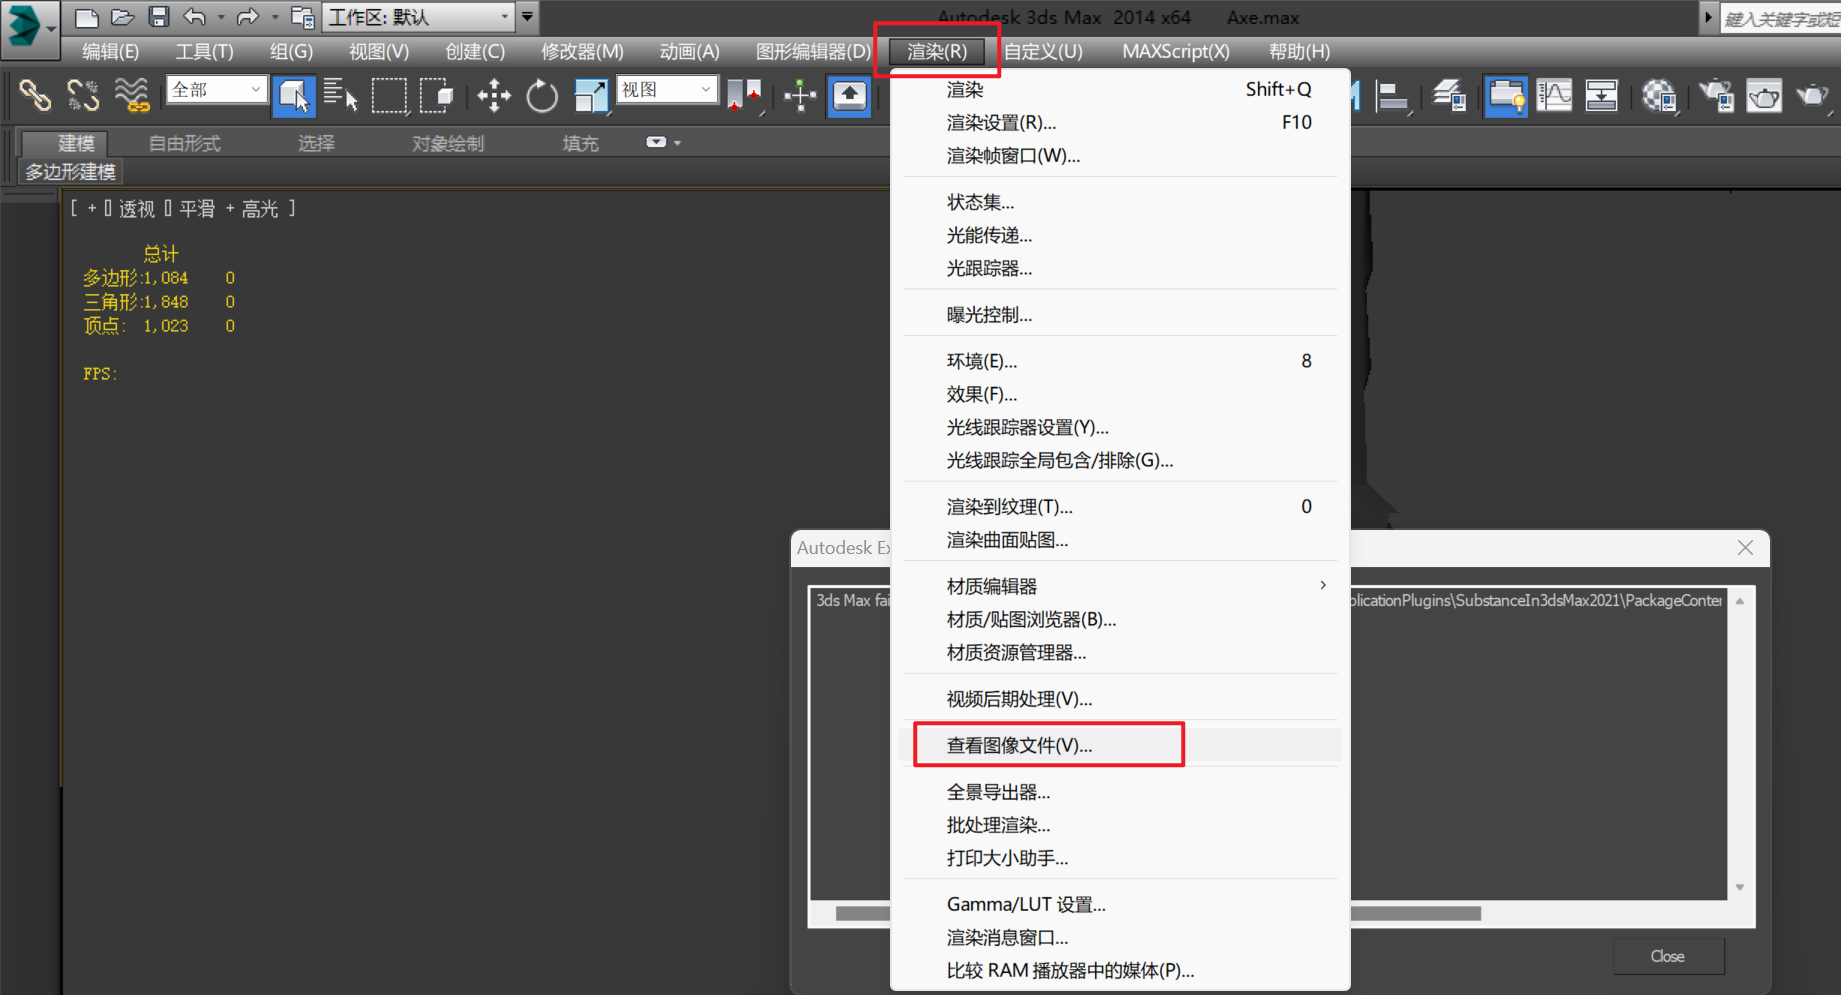 工作区: 默认
Autodesk 3ds Max 2014 x64 Axe.max
键入关键字或短
编辑(E) 工具(T) 组(G) 视图(V) 创建(C) 修改器(M) 动画(A) 图形编辑器(D) 渲染(R) 自定义(U) MAXScript(X) 帮助(H)
全部
视图
建模 自由形式 选择 对象绘制 填充
多边形建模
[ + [] 透视 [] 平滑 + 高光 ]
总计
多边形:1,084 0
三角形:1,848 0
顶点: 1,023 0
FPS:
渲染 Shift+Q
渲染设置(R)... F10
渲染帧窗口(W)...
状态集...
光能传递...
光跟踪器...
曝光控制...
环境(E)... 8
效果(F)...
光线跟踪器设置(Y)...
光线跟踪全局包含/排除(G)...
渲染到纹理(T)... 0
渲染曲面贴图...
材质编辑器
材质/贴图浏览器(B)...
材质资源管理器...
视频后期处理(V)...
查看图像文件(V)...
全景导出器...
批处理渲染...
打印大小助手...
Gamma/LUT 设置...
渲染消息窗口...
比较 RAM 播放器中的媒体(P)...
Autodesk Ex
3ds Max fai
plicationPlugins\SubstanceIn3dsMax2021\PackageConter
Close